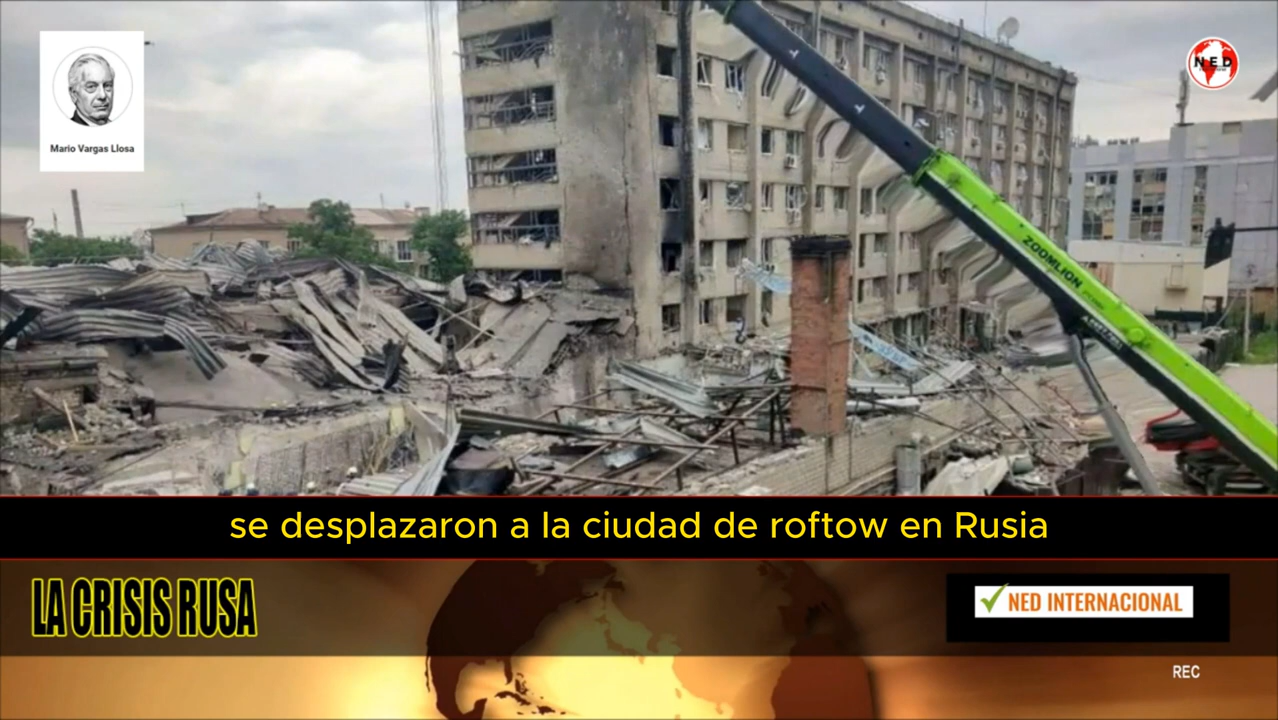 Mario Vargas Llosa
NED
ZOOMLION
se desplazaron a la ciudad de roftow en Rusia
LA CRISIS RUSA
NED INTERNACIONAL
REC